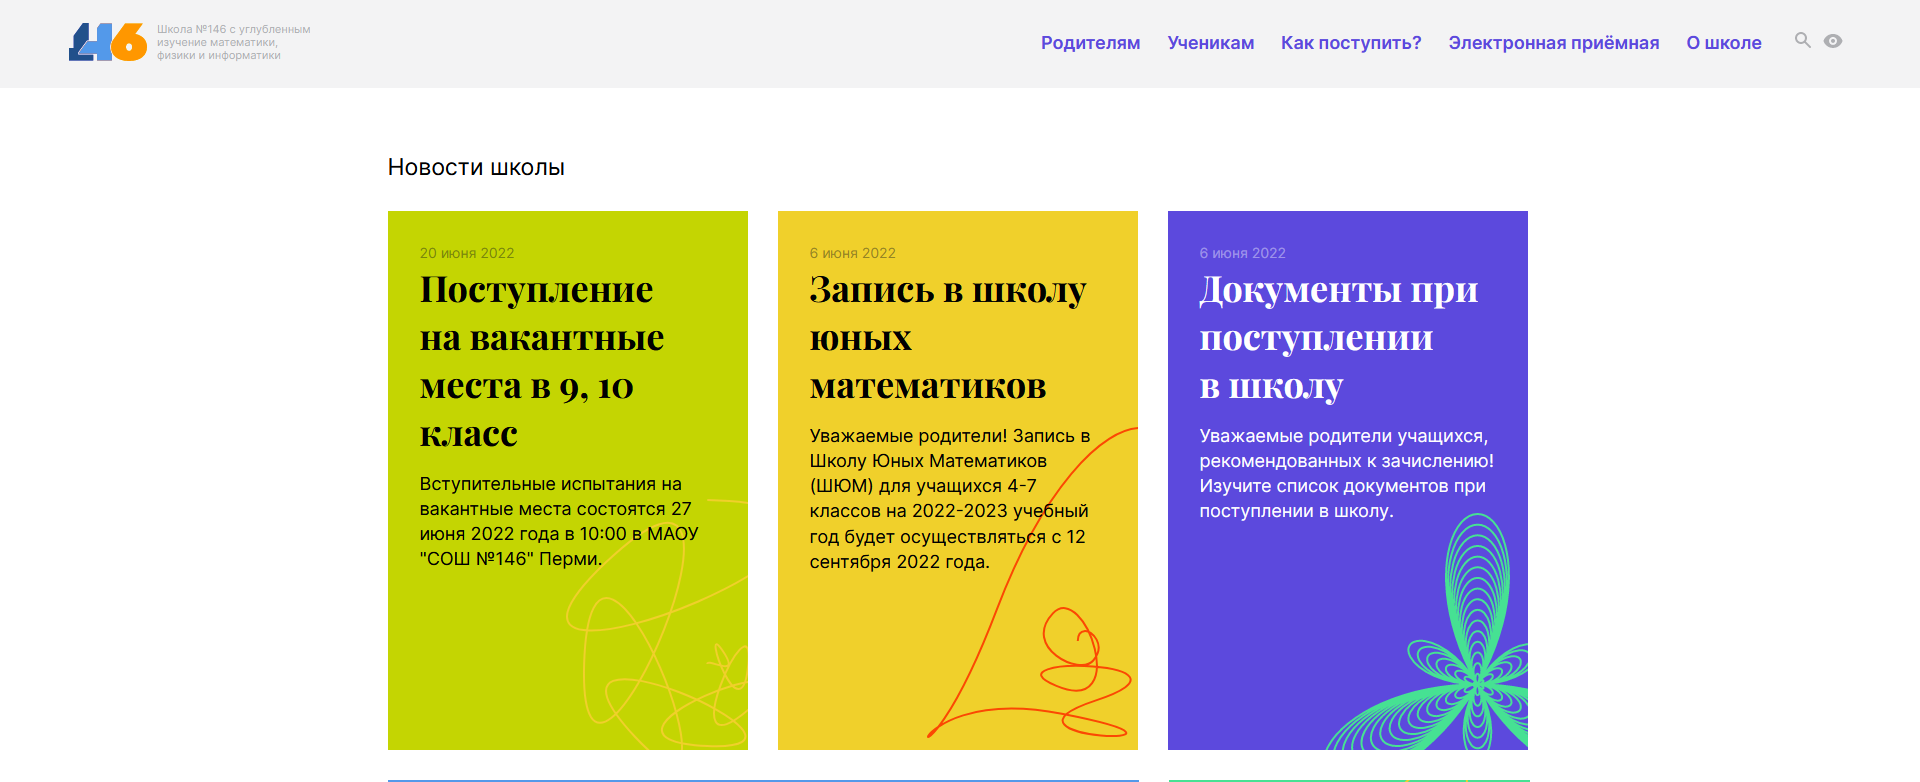 146
Школа №146 с углубленным
изучение математики,
физики и информатики
Родителям
Ученикам
Как поступить?
Электронная приёмная
О школе
Новости школы
20 июня 2022
Поступление
на вакантные
места в 9, 10
класс
Вступительные испытания на
вакантные места состоятся 27
июня 2022 года в 10:00 в МАОУ
"СОШ №146" Перми.
6 июня 2022
Запись в школу
юных
математиков
Уважаемые родители! Запись в
Школу Юных Математиков
(ШЮМ) для учащихся 4-7
классов на 2022-2023 учебный
год будет осуществляться с 12
сентября 2022 года.
6 июня 2022
Документы при
поступлении
в школу
Уважаемые родители учащихся,
рекомендованных к зачислению!
Изучите список документов при
поступлении в школу.